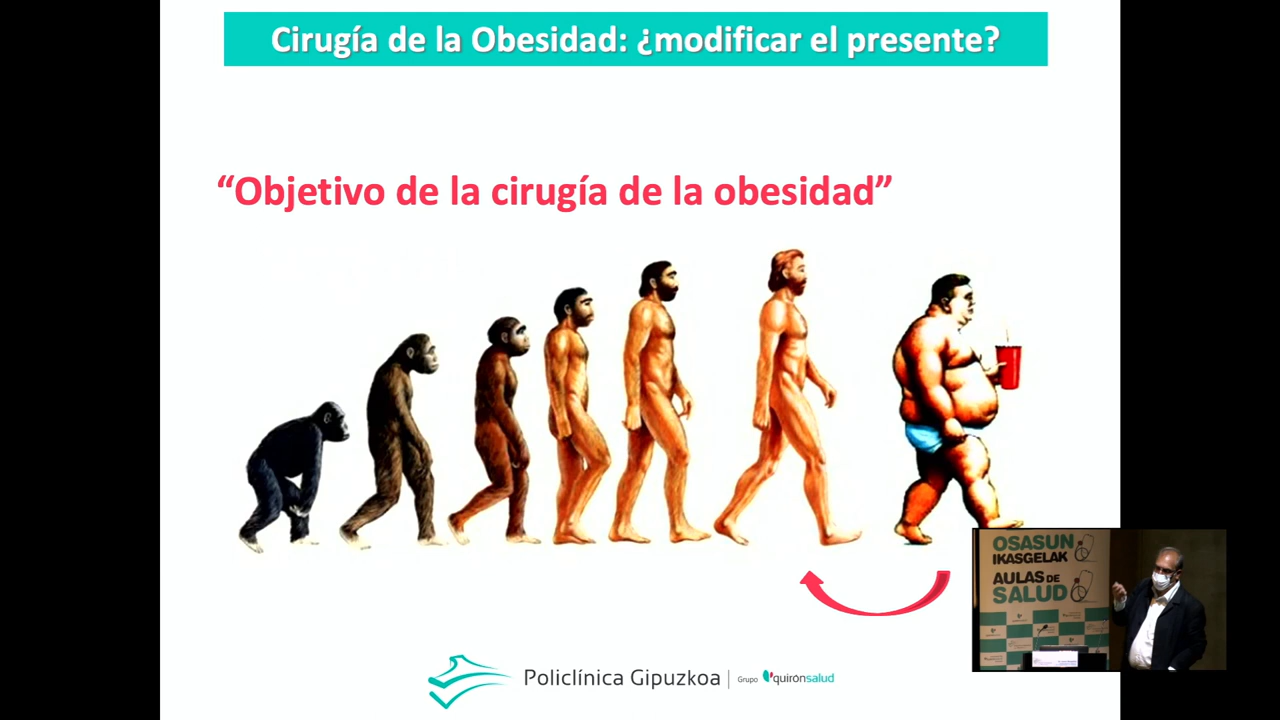 Cirugía de la Obesidad: ¿modificar el presente?
“Objetivo de la cirugía de la obesidad”
OSASUN
IKASGELAK
AULAS DE
SALUD
Policlínica Gipuzkoa
Grupo quirónsalud